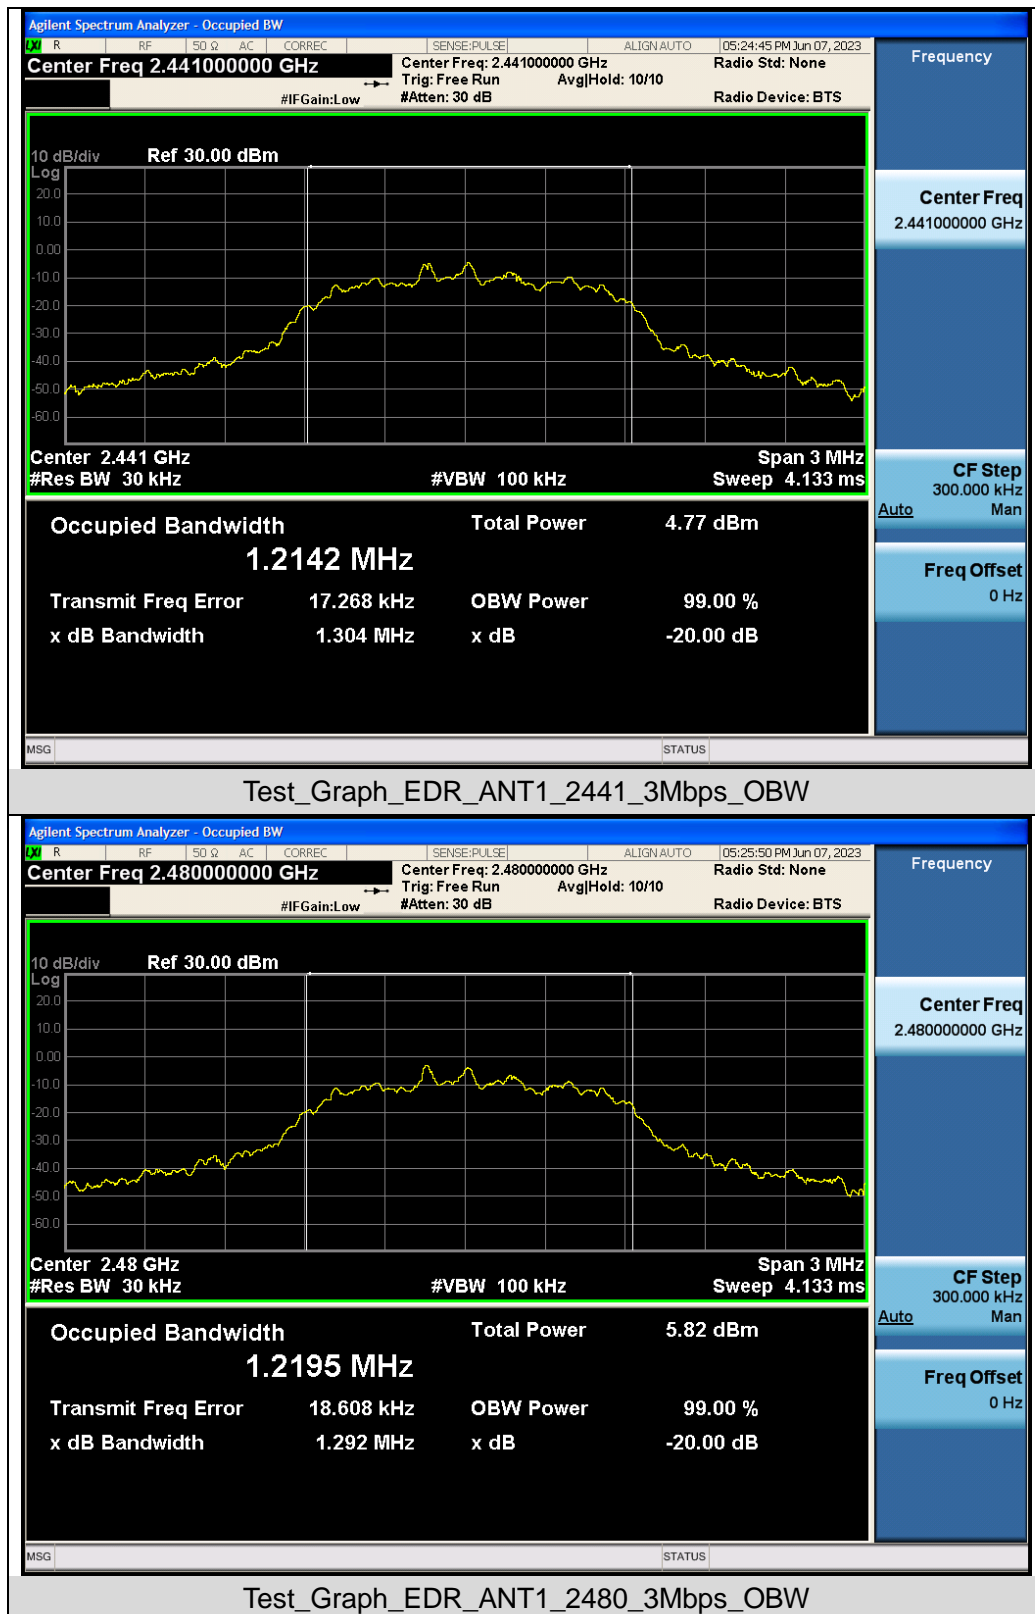 Agilent Spectrum Analyzer - Occupied BW
LXI R RF 50 Ω AC CORREC SENSE:PULSE ALIGN AUTO 05:24:45 PM Jun 07, 2023
Center Freq 2.441000000 GHz
Center Freq: 2.441000000 GHz
Radio Std: None
Trig: Free Run Avg|Hold: 10/10
#IFGain:Low #Atten: 30 dB Radio Device: BTS
Frequency
10 dB/div Ref 30.00 dBm
Log
20.0
10.0
0.00
-10.0
-20.0
-30.0
-40.0
-50.0
-60.0
Center Freq
2.441000000 GHz
Center 2.441 GHz Span 3 MHz
#Res BW 30 kHz #VBW 100 kHz Sweep 4.133 ms
CF Step
300.000 kHz
Auto Man
Occupied Bandwidth Total Power 4.77 dBm
1.2142 MHz
Transmit Freq Error 17.268 kHz OBW Power 99.00 %
x dB Bandwidth 1.304 MHz x dB -20.00 dB
Freq Offset
0 Hz
MSG STATUS
Test_Graph_EDR_ANT1_2441_3Mbps_OBW
Agilent Spectrum Analyzer - Occupied BW
LXI R RF 50 Ω AC CORREC SENSE:PULSE ALIGN AUTO 05:25:50 PM Jun 07, 2023
Center Freq 2.480000000 GHz
Center Freq: 2.480000000 GHz
Radio Std: None
Trig: Free Run Avg|Hold: 10/10
#IFGain:Low #Atten: 30 dB Radio Device: BTS
Frequency
10 dB/div Ref 30.00 dBm
Log
20.0
10.0
0.00
-10.0
-20.0
-30.0
-40.0
-50.0
-60.0
Center Freq
2.480000000 GHz
Center 2.48 GHz Span 3 MHz
#Res BW 30 kHz #VBW 100 kHz Sweep 4.133 ms
CF Step
300.000 kHz
Auto Man
Occupied Bandwidth Total Power 5.82 dBm
1.2195 MHz
Transmit Freq Error 18.608 kHz OBW Power 99.00 %
x dB Bandwidth 1.292 MHz x dB -20.00 dB
Freq Offset
0 Hz
MSG STATUS
Test_Graph_EDR_ANT1_2480_3Mbps_OBW